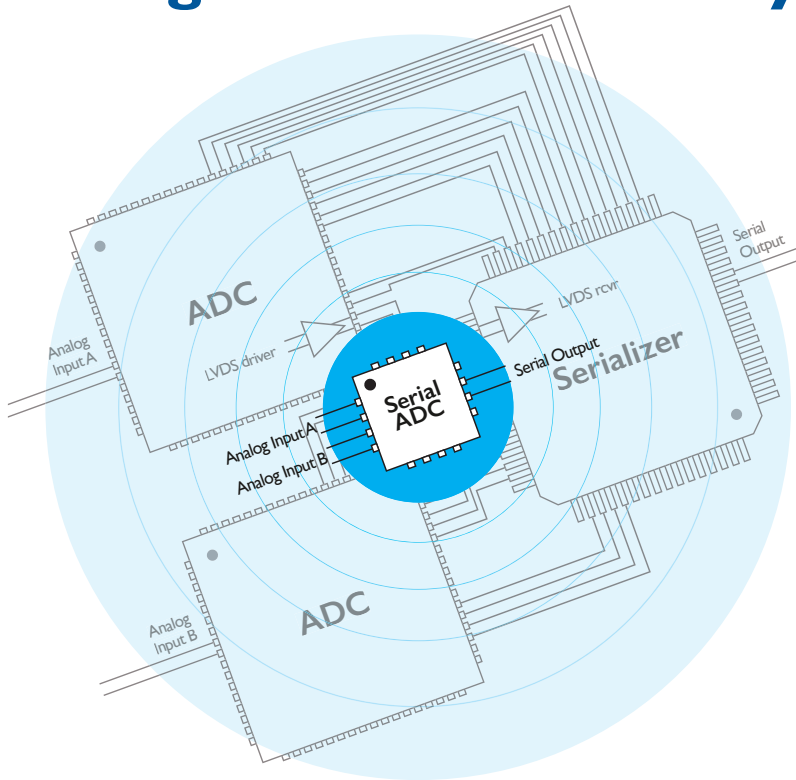 Serial
Output
ADC
LVDS rcvr
LVDS driver
Analog
Input A
Serializer
Serial Output
Serial
ADC
Analog Input A
Analog Input B
ADC
Analog
Input B